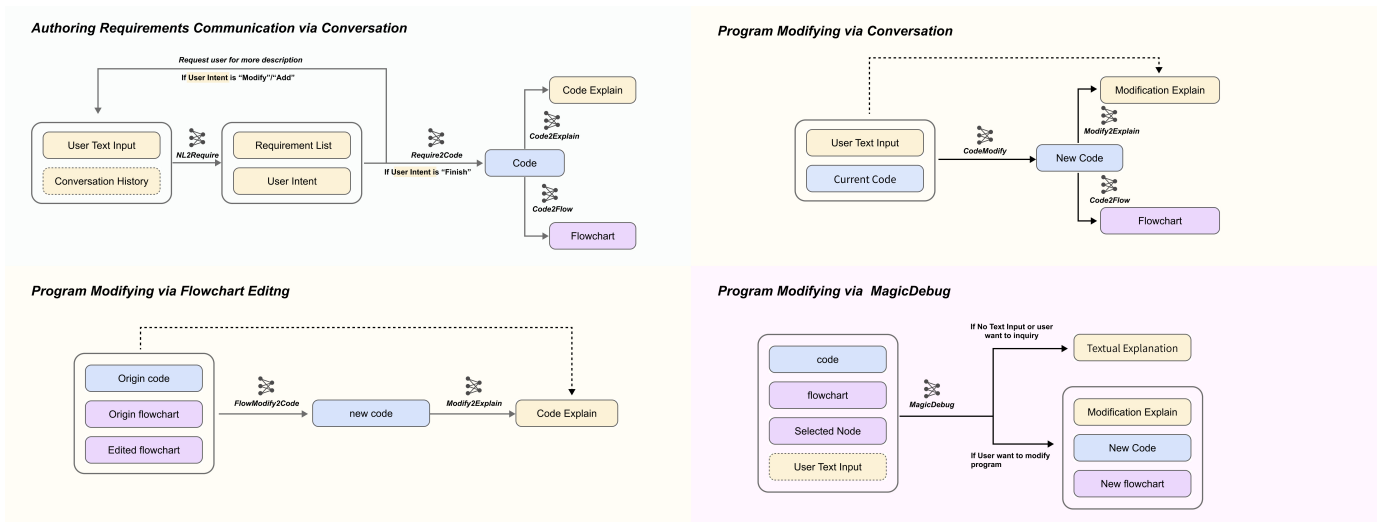 Authoring Requirements Communication via Conversation
Request user for more description
If User Intent is “Modify”/“Add”
User Text Input
Conversation History
NL2Require
Requirement List
User Intent
Require2Code
If User Intent is “Finish”
Code
Code2Explain
Code Explain
Code2Flow
Flowchart
Program Modifying via Conversation
User Text Input
Current Code
CodeModify
New Code
Modification Explain
Modify2Explain
Code2Flow
Flowchart
Program Modifying via Flowchart Editng
Origin code
Origin flowchart
Edited flowchart
FlowModify2Code
new code
Modify2Explain
Code Explain
Program Modifying via MagicDebug
code
flowchart
Selected Node
User Text Input
MagicDebug
If No Text Input or user
want to inquiry
Textual Explanation
If User want to modify
program
Modification Explain
New Code
New flowchart